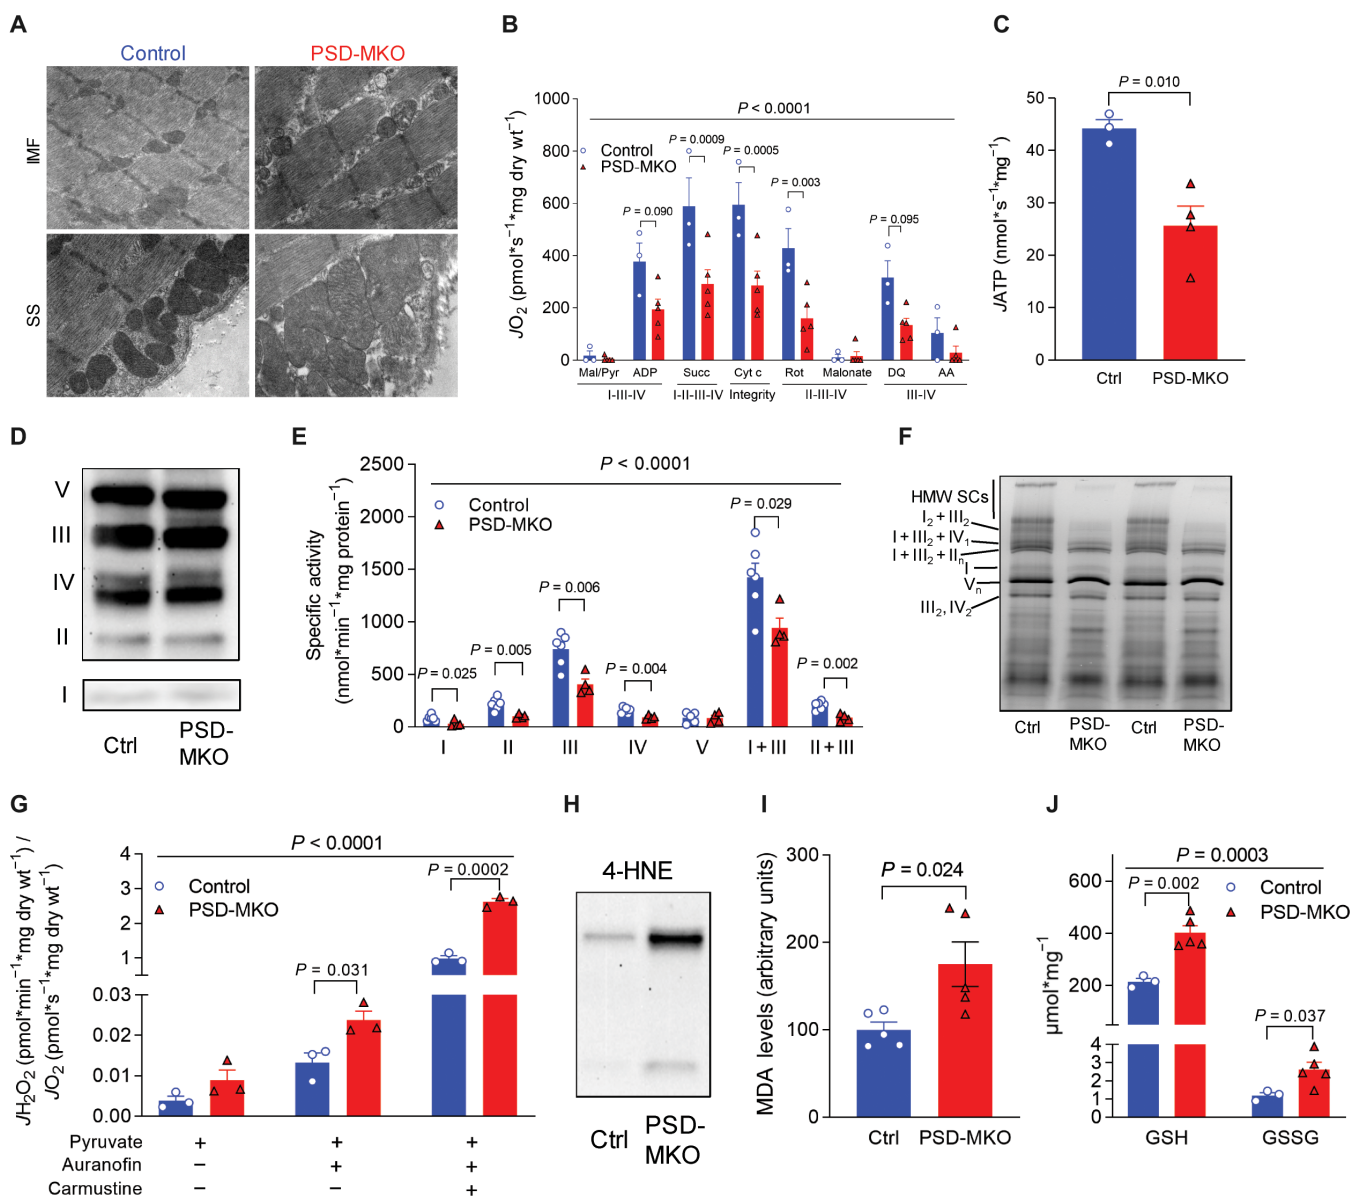 A
Control
PSD-MKO
IMF
SS
B
JO2 (pmol*s−1*mg dry wt−1)
1000
800
600
400
200
0
P < 0.0001
Control
PSD-MKO
P = 0.090
P = 0.0009
P = 0.0005
P = 0.003
P = 0.095
Mal/Pyr ADP Succ Cyt c Rot Malonate DQ AA
I-III-IV I-II-III-IV Integrity II-III-IV III-IV
C
JATP (nmol*s−1*mg−1)
50
40
30
20
10
0
P = 0.010
Ctrl PSD-MKO
D
V
III
IV
II
I
Ctrl
PSD-
MKO
E
Specific activity
(nmol*min−1*mg protein−1)
2500
2000
1500
1000
500
0
P < 0.0001
Control
PSD-MKO
P = 0.025
P = 0.005
P = 0.006
P = 0.004
P = 0.029
P = 0.002
I II III IV V I + III II + III
F
HMW SCs
I2 + III2
I + III2 + IV1
I + III2 + IIn
I
Vn
III2, IV2
Ctrl PSD- Ctrl PSD-
MKO MKO
G
JH2O2 (pmol*min−1*mg dry wt−1) /
JO2 (pmol*s−1*mg dry wt−1)
4
3
2
1
0.03
0.02
0.01
0.00
P < 0.0001
Control
PSD-MKO
P = 0.031
P = 0.0002
Pyruvate + + +
Auranofin − + +
Carmustine − − +
H
4-HNE
Ctrl PSD-
MKO
I
MDA levels (arbitrary units)
300
200
100
0
P = 0.024
Ctrl PSD-MKO
J
µmol*mg−1
600
400
200
4
3
2
1
0
P = 0.0003
P = 0.002
Control
PSD-MKO
P = 0.037
GSH GSSG